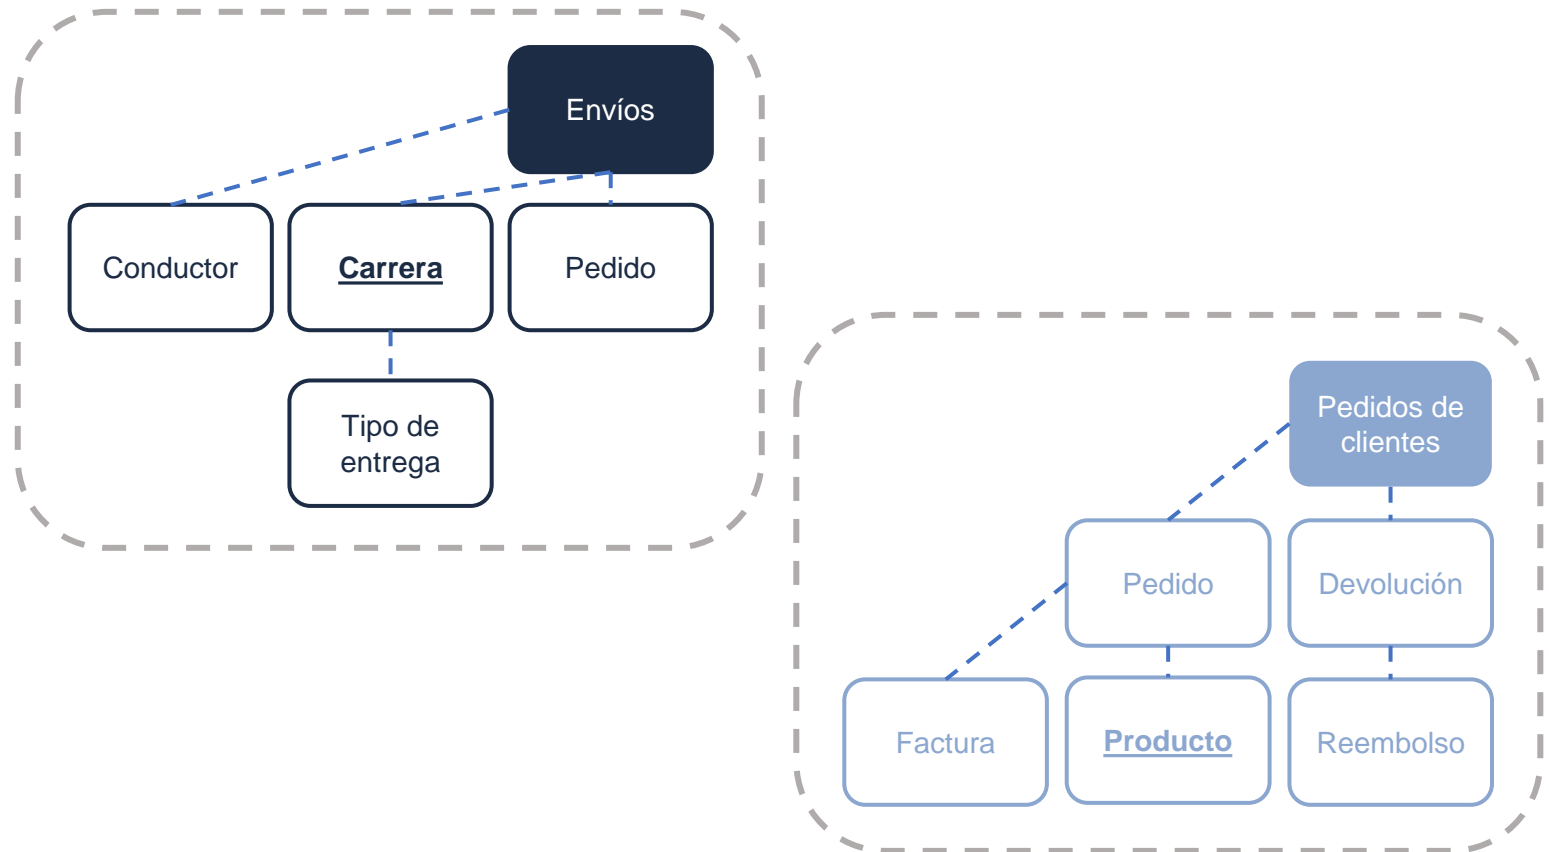 Envíos
Conductor
Carrera
Pedido
Tipo de
entrega
Pedidos de
clientes
Pedido
Devolución
Factura
Producto
Reembolso